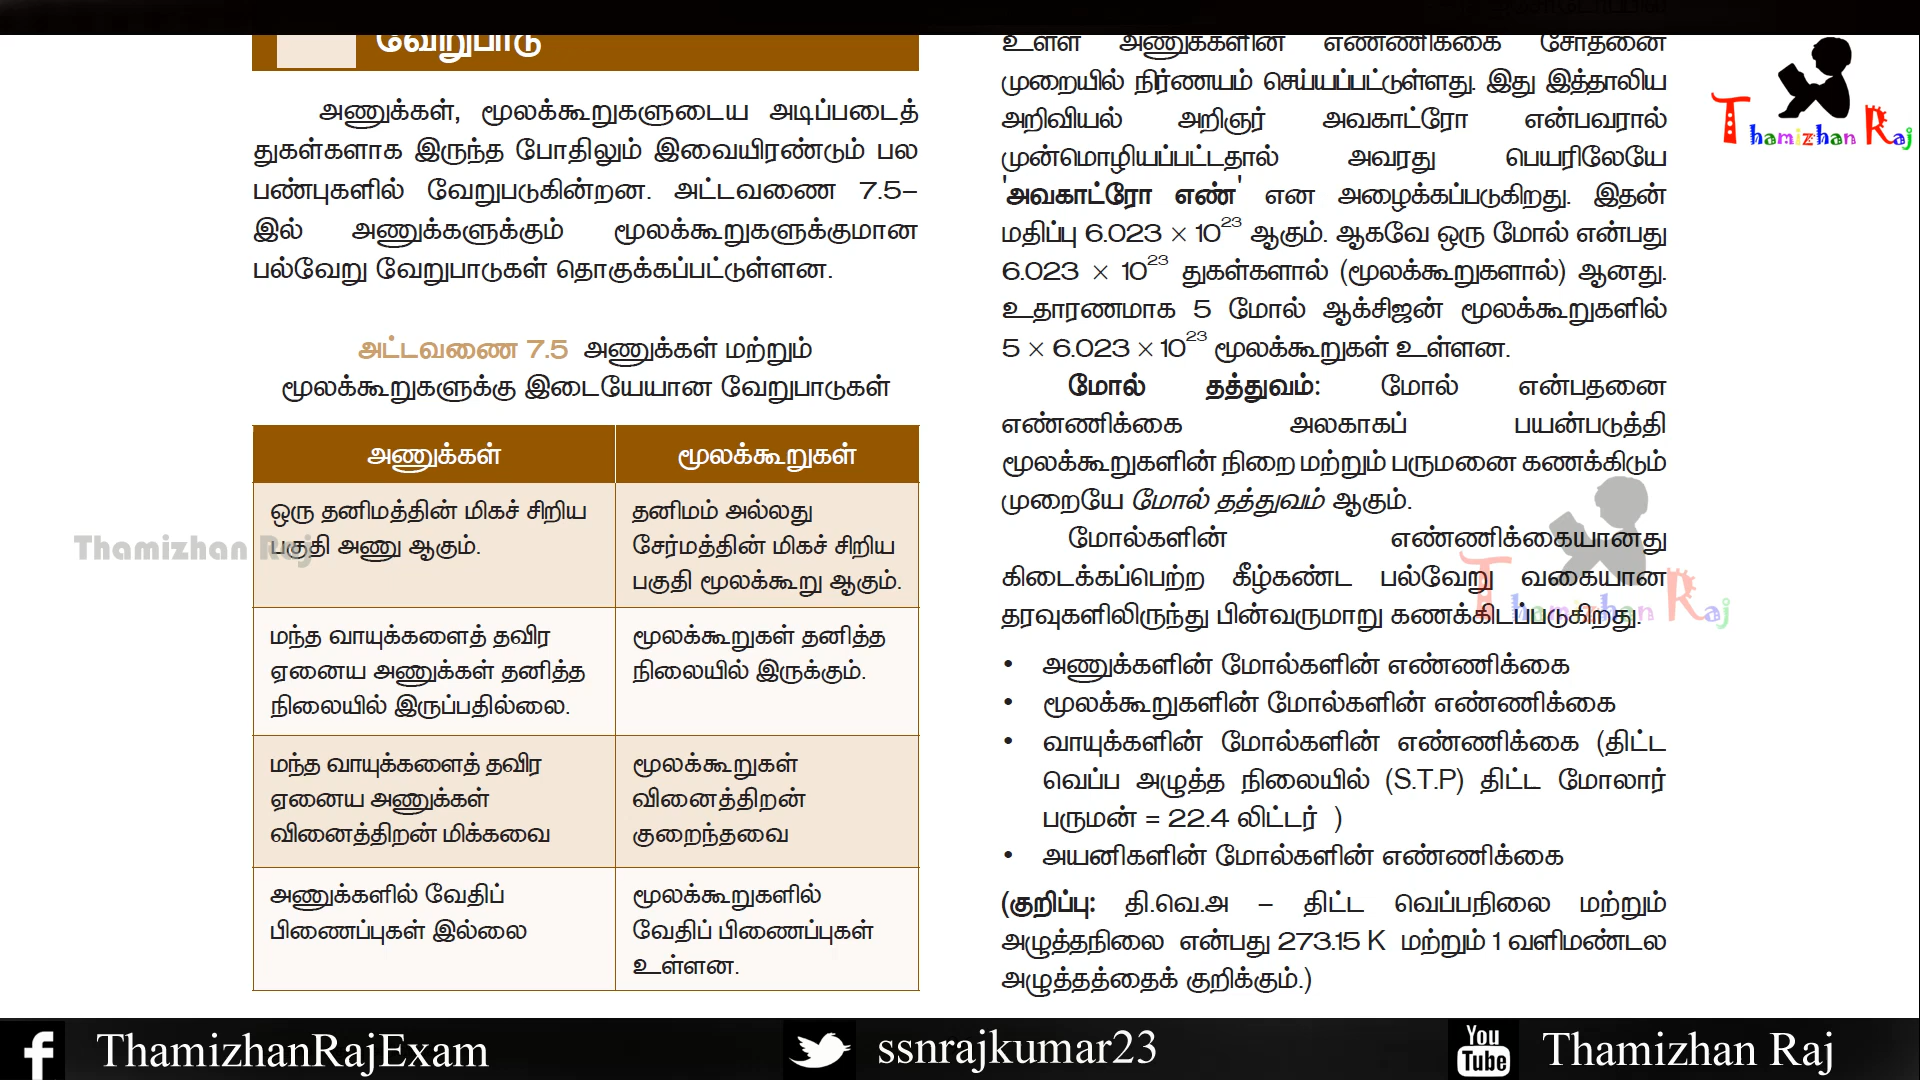 வேறுபாடு
அணுக்கள், மூலக்கூறுகளுடைய அடிப்படைத்
துகள்களாக இருந்த போதிலும் இவையிரண்டும் பல
பண்புகளில் வேறுபடுகின்றன. அட்டவணை 7.5–
இல் அணுக்களுக்கும் மூலக்கூறுகளுக்குமான
பல்வேறு வேறுபாடுகள் தொகுக்கப்பட்டுள்ளன.
அட்டவணை 7.5 அணுக்கள் மற்றும்
மூலக்கூறுகளுக்கு இடையேயான வேறுபாடுகள்
அணுக்கள்
மூலக்கூறுகள்
ஒரு தனிமத்தின் மிகச் சிறிய
பகுதி அணு ஆகும்.
தனிமம் அல்லது
சேர்மத்தின் மிகச் சிறிய
பகுதி மூலக்கூறு ஆகும்.
மந்த வாயுக்களைத் தவிர
ஏனைய அணுக்கள் தனித்த
நிலையில் இருப்பதில்லை.
மூலக்கூறுகள் தனித்த
நிலையில் இருக்கும்.
மந்த வாயுக்களைத் தவிர
ஏனைய அணுக்கள்
வினைத்திறன் மிக்கவை
மூலக்கூறுகள்
வினைத்திறன்
குறைந்தவை
அணுக்களில் வேதிப்
பிணைப்புகள் இல்லை
மூலக்கூறுகளில்
வேதிப் பிணைப்புகள்
உள்ளன.
உள்ள அணுக்களின் எண்ணிக்கை சோதனை
முறையில் நிர்ணயம் செய்யப்பட்டுள்ளது. இது இத்தாலிய
அறிவியல் அறிஞர் அவகாட்ரோ என்பவரால்
முன்மொழியப்பட்டதால் அவரது பெயரிலேயே
'அவகாட்ரோ எண்' என அழைக்கப்படுகிறது. இதன்
மதிப்பு 6.023 × 10²³ ஆகும். ஆகவே ஒரு மோல் என்பது
6.023 × 10²³ துகள்களால் (மூலக்கூறுகளால்) ஆனது.
உதாரணமாக 5 மோல் ஆக்சிஜன் மூலக்கூறுகளில்
5 × 6.023 × 10²³ மூலக்கூறுகள் உள்ளன.
மோல் தத்துவம்: மோல் என்பதனை
எண்ணிக்கை அலகாகப் பயன்படுத்தி
மூலக்கூறுகளின் நிறை மற்றும் பருமனை கணக்கிடும்
முறையே மோல் தத்துவம் ஆகும்.
மோல்களின் எண்ணிக்கையானது
கிடைக்கப்பெற்ற கீழ்கண்ட பல்வேறு வகையான
தரவுகளிலிருந்து பின்வருமாறு கணக்கிடப்படுகிறது.
• அணுக்களின் மோல்களின் எண்ணிக்கை
• மூலக்கூறுகளின் மோல்களின் எண்ணிக்கை
• வாயுக்களின் மோல்களின் எண்ணிக்கை (திட்ட
வெப்ப அழுத்த நிலையில் (S.T.P) திட்ட மோலார்
பருமன் = 22.4 லிட்டர் )
• அயனிகளின் மோல்களின் எண்ணிக்கை
(குறிப்பு: தி.வெ.அ – திட்ட வெப்பநிலை மற்றும்
அழுத்தநிலை என்பது 273.15 K மற்றும் 1 வளிமண்டல
அழுத்தத்தைக் குறிக்கும்.)
Thamizhan Raj
Thamizhan Raj
Thamizhan Raj
ThamizhanRajExam
ssnrajkumar23
You
Tube
Thamizhan Raj